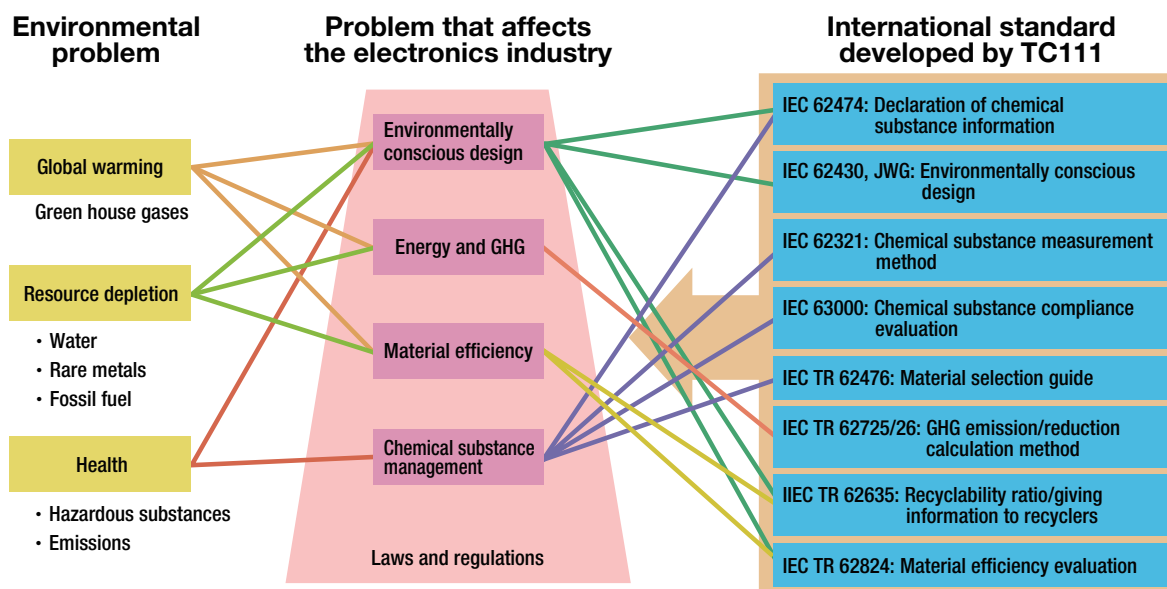 Environmental
problem
Problem that affects
the electronics industry
International standard
developed by TC111
Global warming
Green house gases
Resource depletion
・Water
・Rare metals
・Fossil fuel
Health
・Hazardous substances
・Emissions
Environmentally
conscious design
Energy and GHG
Material efficiency
Chemical substance
management
Laws and regulations
IEC 62474: Declaration of chemical
substance information
IEC 62430, JWG: Environmentally conscious
design
IEC 62321: Chemical substance measurement
method
IEC 63000: Chemical substance compliance
evaluation
IEC TR 62476: Material selection guide
IEC TR 62725/26: GHG emission/reduction
calculation method
IIEC TR 62635: Recyclability ratio/giving
information to recyclers
IEC TR 62824: Material efficiency evaluation